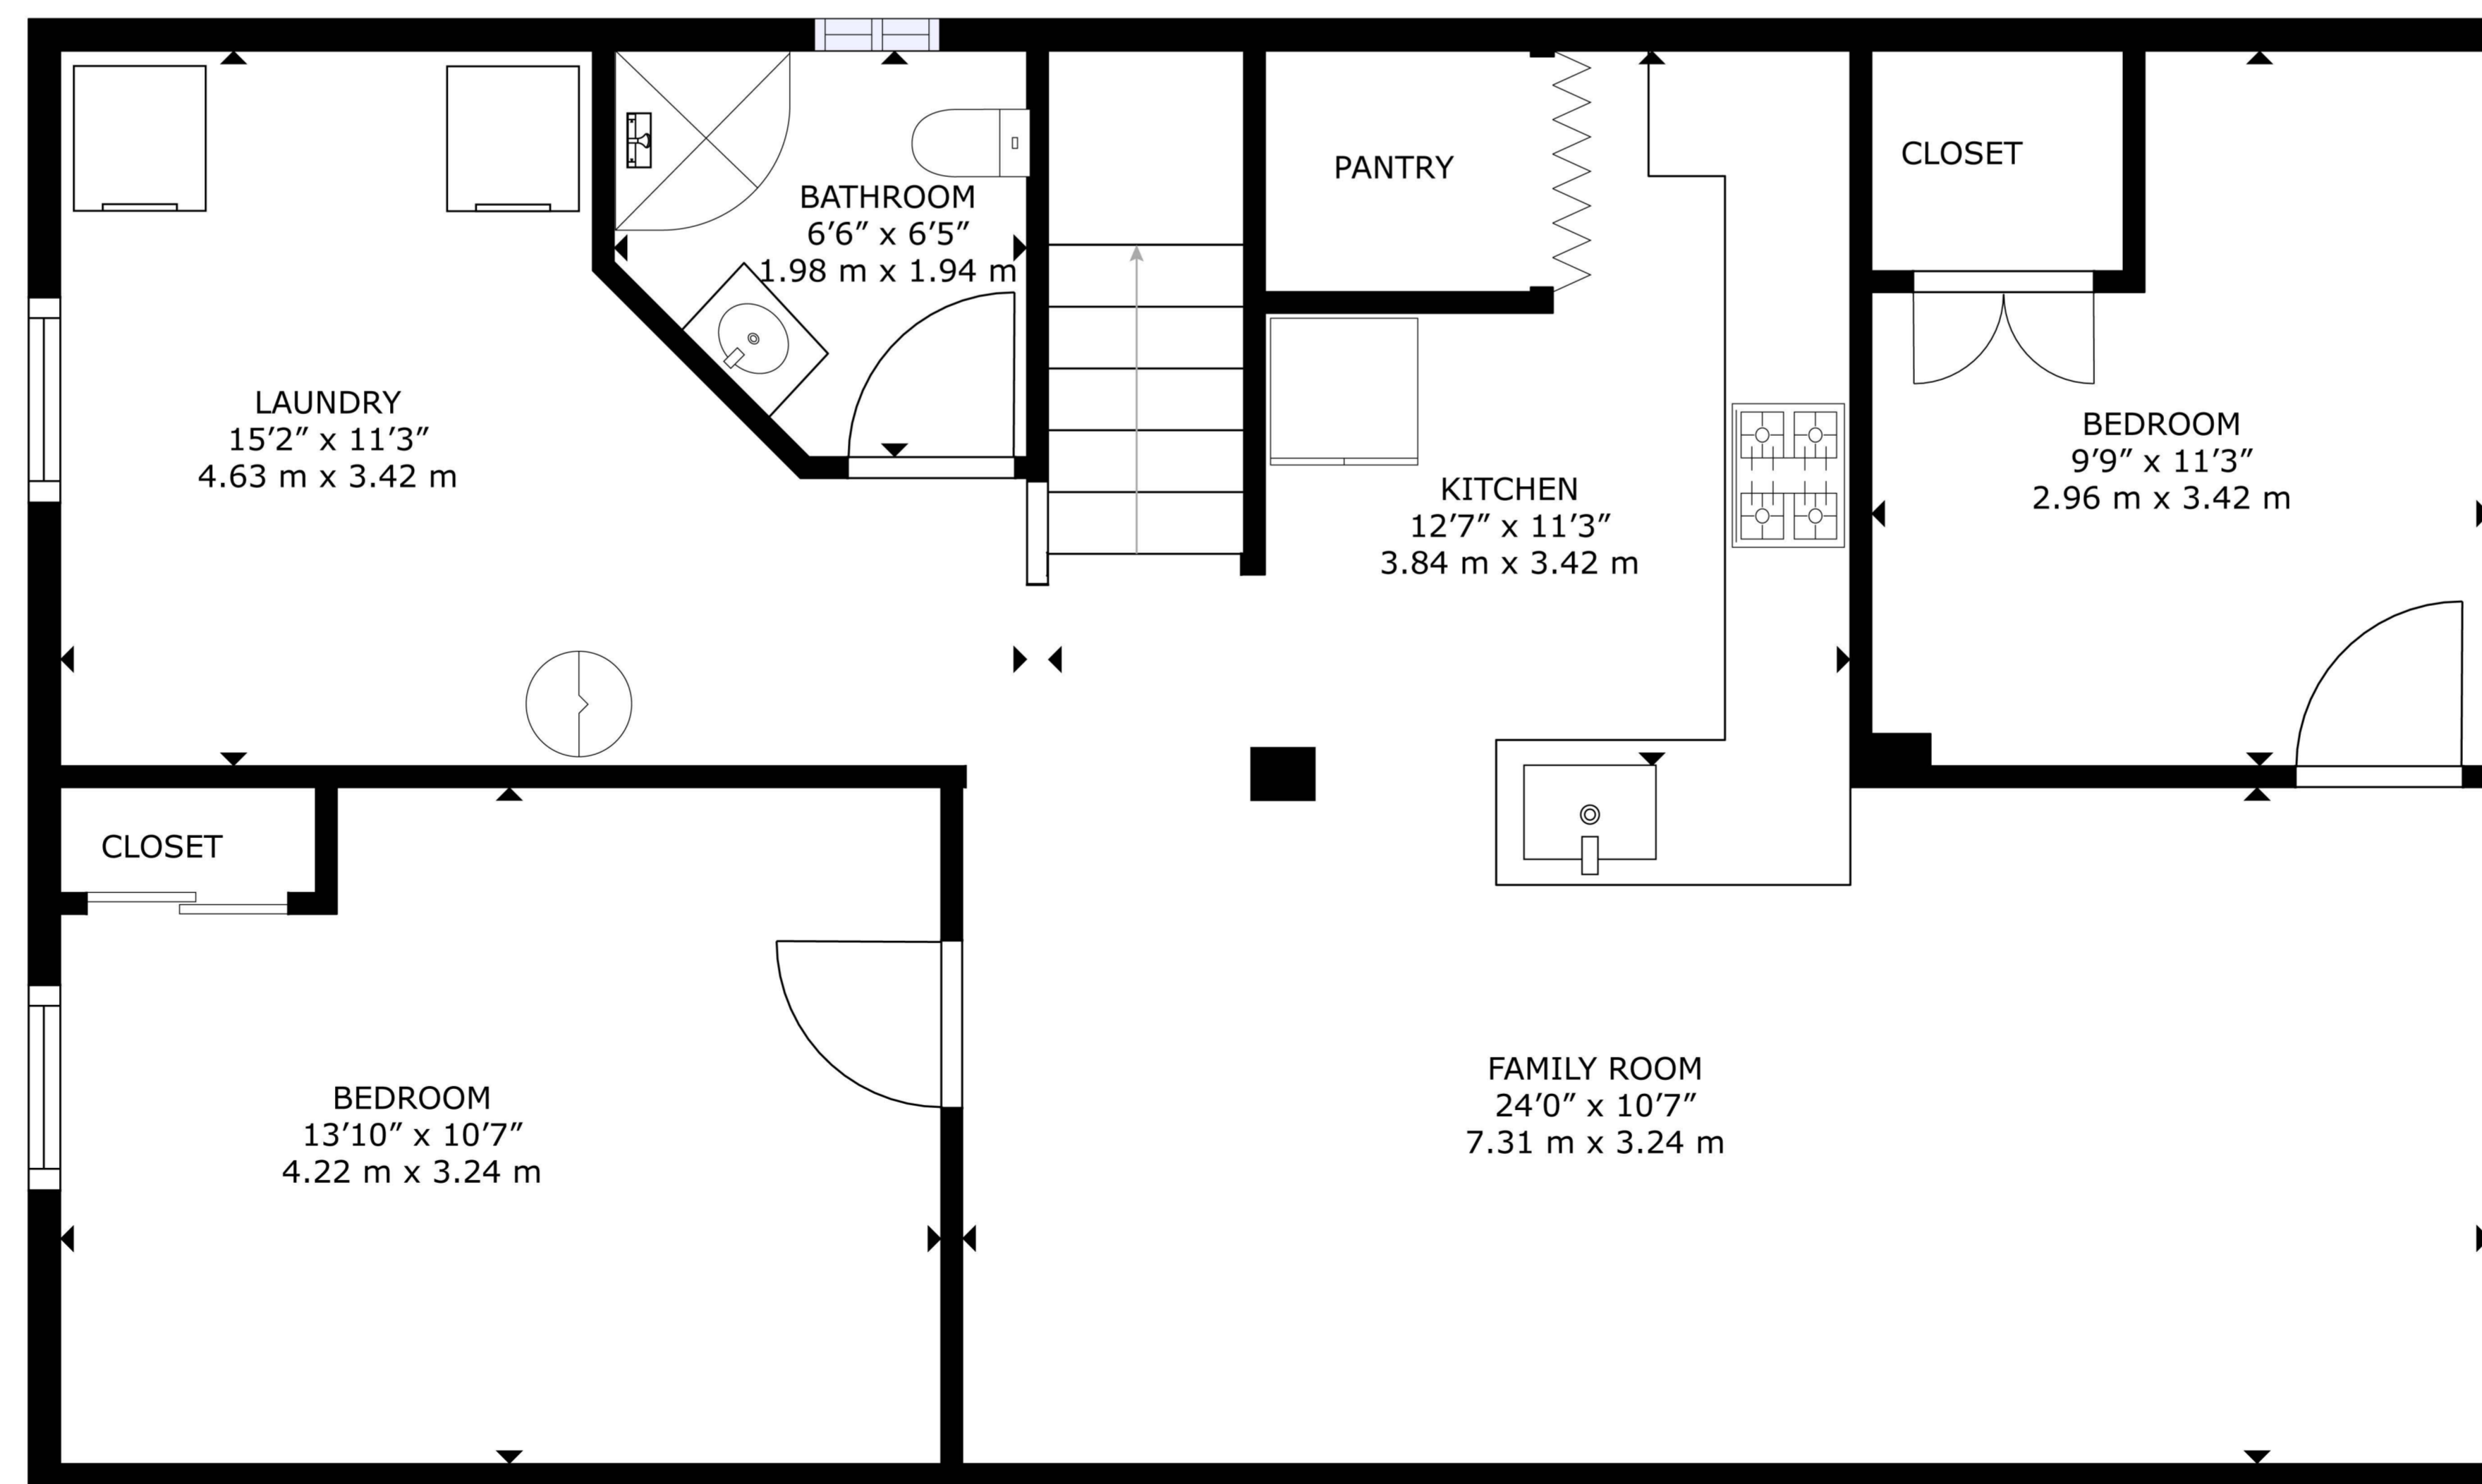 BATHROOM
6’6” x 6’5”
1.98 m x 1.94 m
PANTRY
CLOSET
LAUNDRY
15’2” x 11’3”
4.63 m x 3.42 m
KITCHEN
12’7” x 11’3”
3.84 m x 3.42 m
BEDROOM
9’9” x 11’3”
2.96 m x 3.42 m
CLOSET
BEDROOM
13’10” x 10’7”
4.22 m x 3.24 m
FAMILY ROOM
24’0” x 10’7”
7.31 m x 3.24 m